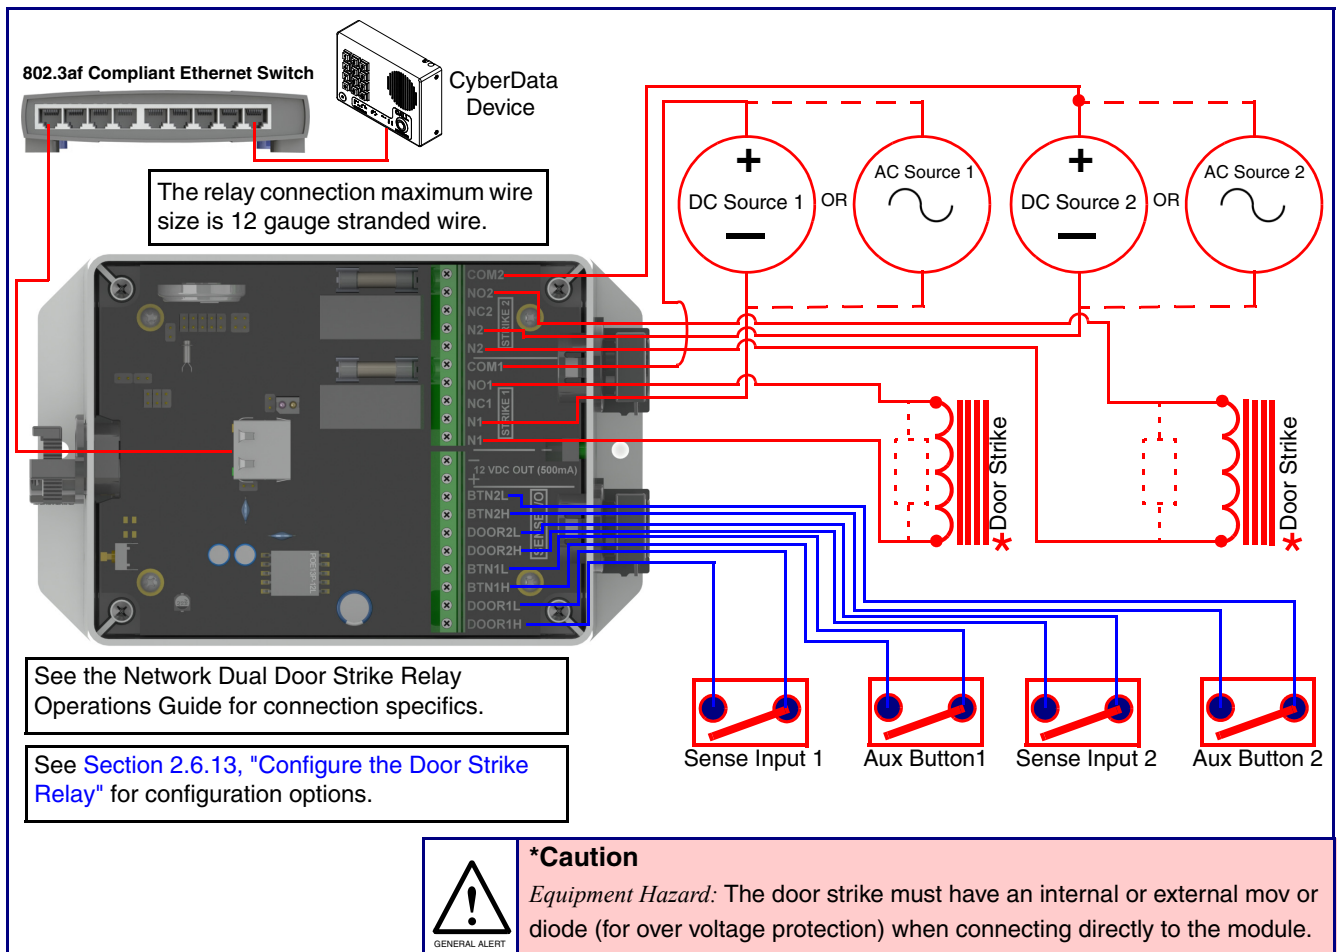 802.3af Compliant Ethernet Switch
CyberData
Device
The relay connection maximum wire
size is 12 gauge stranded wire.
+
DC Source 1
—
OR
AC Source 1
+
DC Source 2
—
OR
AC Source 2
COM2
NO2
NC2
N2
N2
STRIKE 2
COM1
NO1
NC1
N1
N1
STRIKE 1
–
+
12 VDC OUT (500mA)
BTN2L
BTN2H
DOOR2L
DOOR2H
BTN1L
BTN1H
DOOR1L
DOOR1H
SENSE I/O
*Door Strike
*Door Strike
Sense Input 1
Aux Button1
Sense Input 2
Aux Button 2
See the Network Dual Door Strike Relay
Operations Guide for connection specifics.
See Section 2.6.13, "Configure the Door Strike
Relay" for configuration options.
GENERAL ALERT
*Caution
Equipment Hazard: The door strike must have an internal or external mov or
diode (for over voltage protection) when connecting directly to the module.